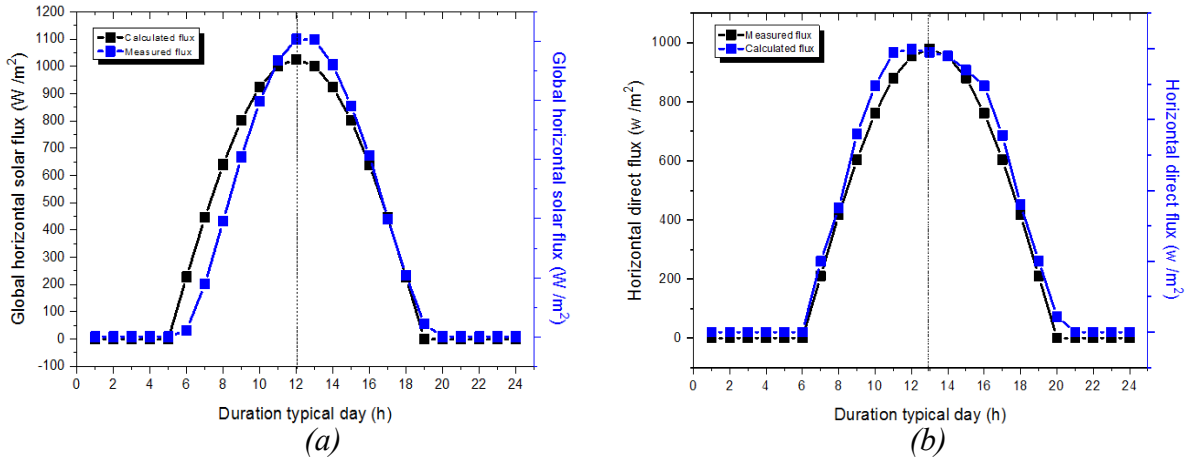 Calculated flux
Measured flux
1200
1100
1000
900
800
700
600
500
400
300
200
100
0
-100
0 2 4 6 8 10 12 14 16 18 20 22 24
Global horizontal solar flux (W /m²)
Global horizontal solar flux (W /m²)
Duration typical day (h)
(a)
Measured flux
Calculated flux
1000
800
600
400
200
0
0 2 4 6 8 10 12 14 16 18 20 22 24
Horizontal direct flux (w /m²)
Horizontal direct flux (w /m²)
Duration typical day (h)
(b)